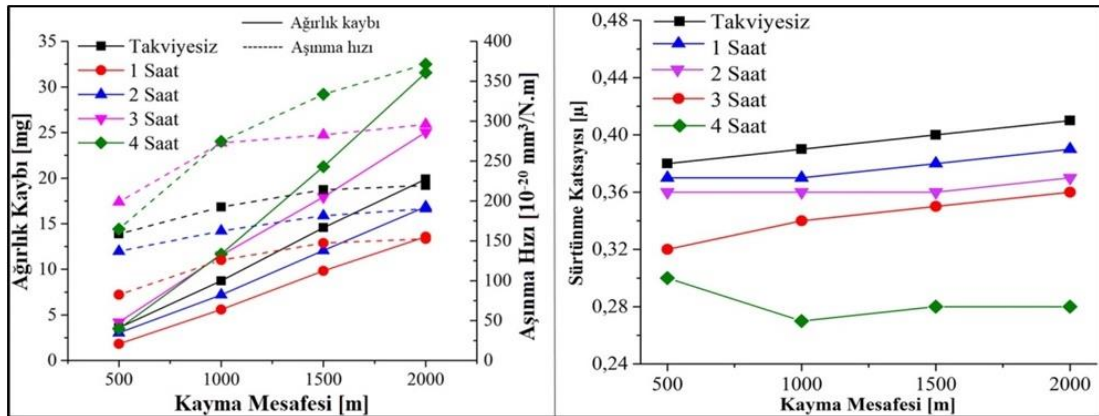 Ağırlık kaybı
Aşınma hızı
Takviyesiz
1 Saat
2 Saat
3 Saat
4 Saat
Ağırlık Kaybı [mg]
35
30
25
20
15
10
5
0
400
350
300
250
200
150
100
50
0
Aşınma Hızı [10⁻²⁰ mm³/N.m]
500 1000 1500 2000
Kayma Mesafesi [m]
Takviyesiz
1 Saat
2 Saat
3 Saat
4 Saat
Sürtünme Katsayısı [µ]
0,48
0,44
0,40
0,36
0,32
0,28
0,24
500 1000 1500 2000
Kayma Mesafesi [m]